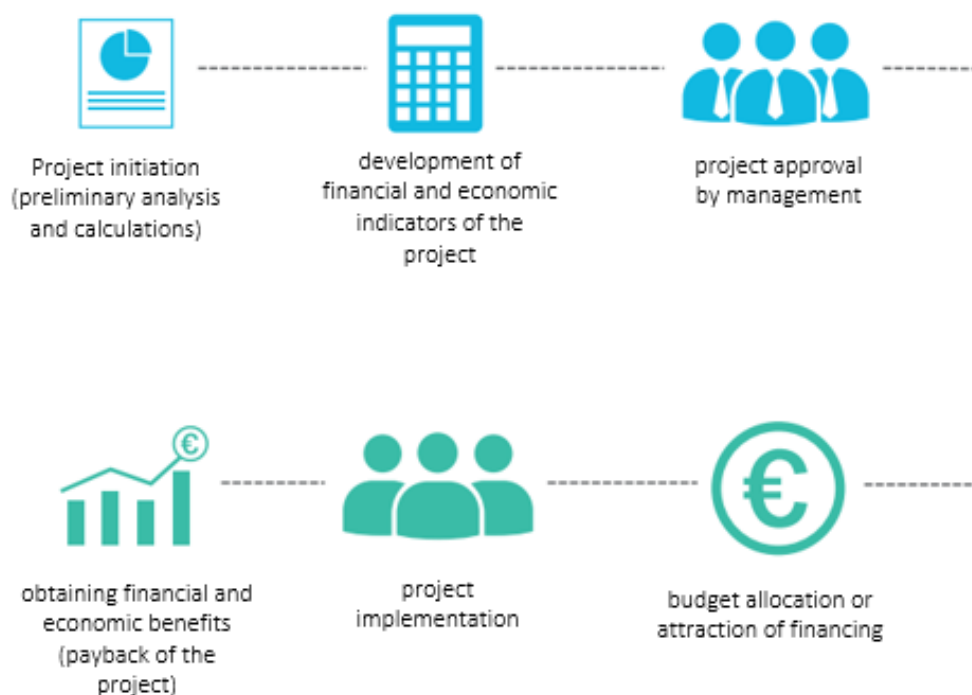 Project initiation
(preliminary analysis
and calculations)
development of
financial and economic
indicators of the
project
project approval
by management
obtaining financial and
economic benefits
(payback of the
project)
project
implementation
budget allocation or
attraction of financing
€
€